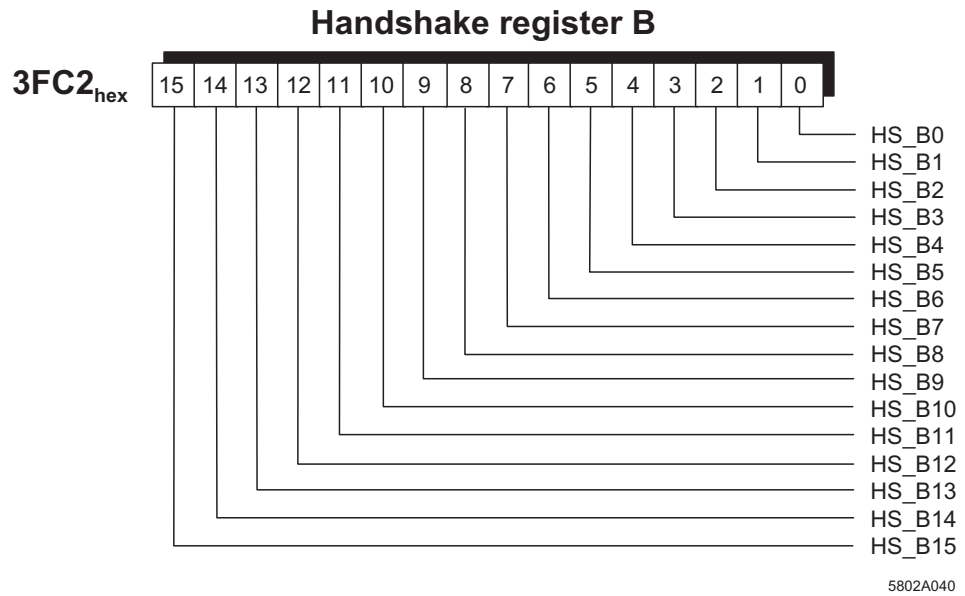 Handshake register B
3FC2hex 15 14 13 12 11 10 9 8 7 6 5 4 3 2 1 0
HS_B0
HS_B1
HS_B2
HS_B3
HS_B4
HS_B5
HS_B6
HS_B7
HS_B8
HS_B9
HS_B10
HS_B11
HS_B12
HS_B13
HS_B14
HS_B15
5802A040